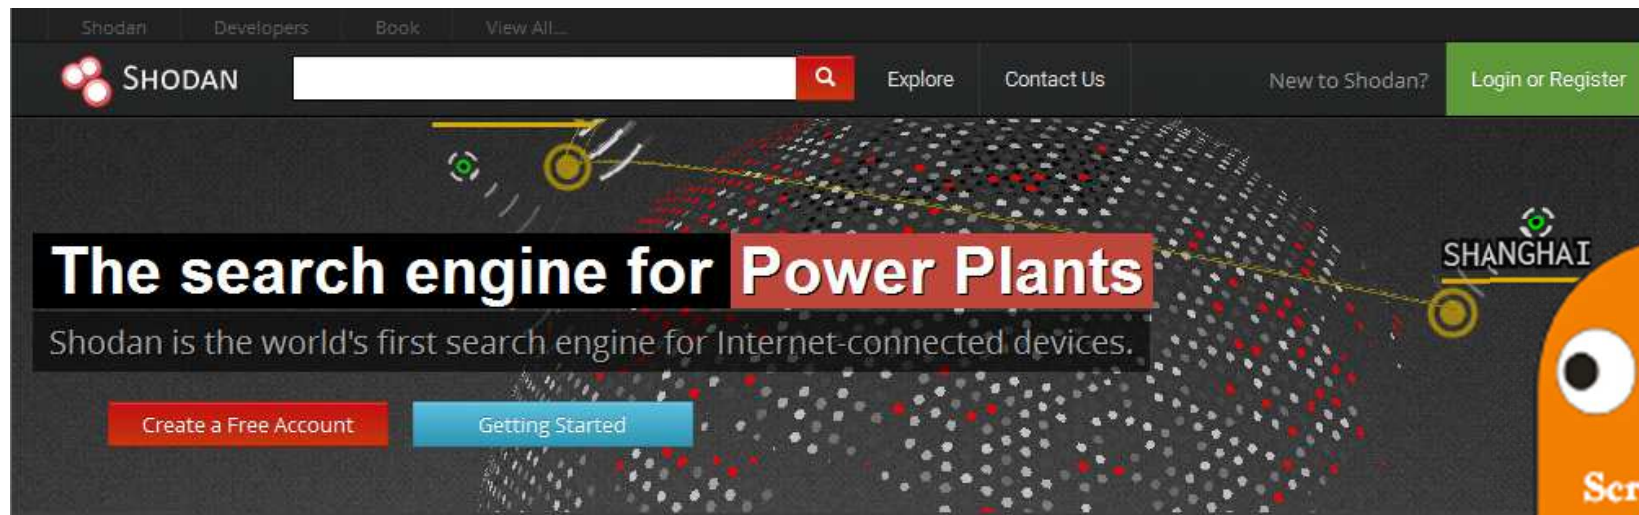 Shodan Developers Book View All...
SHODAN Explore Contact Us New to Shodan? Login or Register
SHANGHAI
The search engine for Power Plants
Shodan is the world's first search engine for Internet-connected devices.
Create a Free Account Getting Started